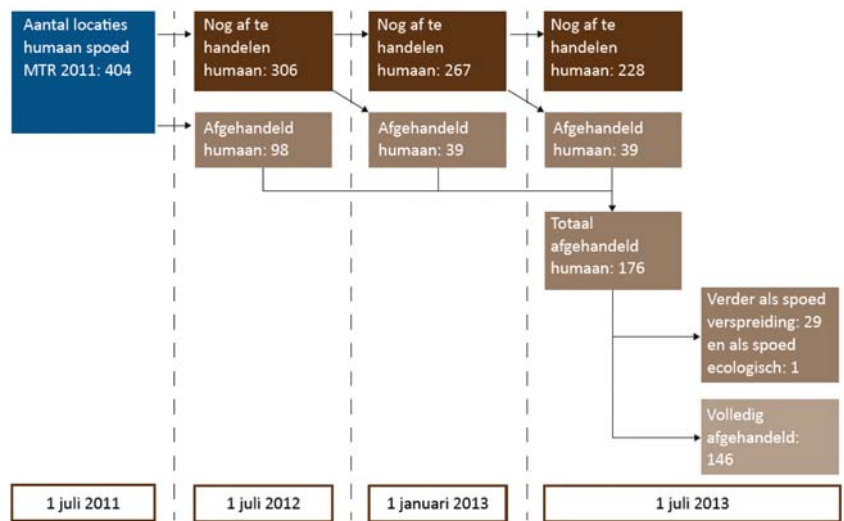 Aantal locaties
humaan spoed
MTR 2011: 404
Nog af te
handelen
humaan: 306
Nog af te
handelen
humaan: 267
Nog af te
handelen
humaan: 228
Afgehandeld
humaan: 98
Afgehandeld
humaan: 39
Afgehandeld
humaan: 39
Totaal
afgehandeld
humaan: 176
Verder als spoed
verspreiding: 29
en als spoed
ecologisch: 1
Volledig
afgehandeld:
146
1 juli 2011
1 juli 2012
1 januari 2013
1 juli 2013